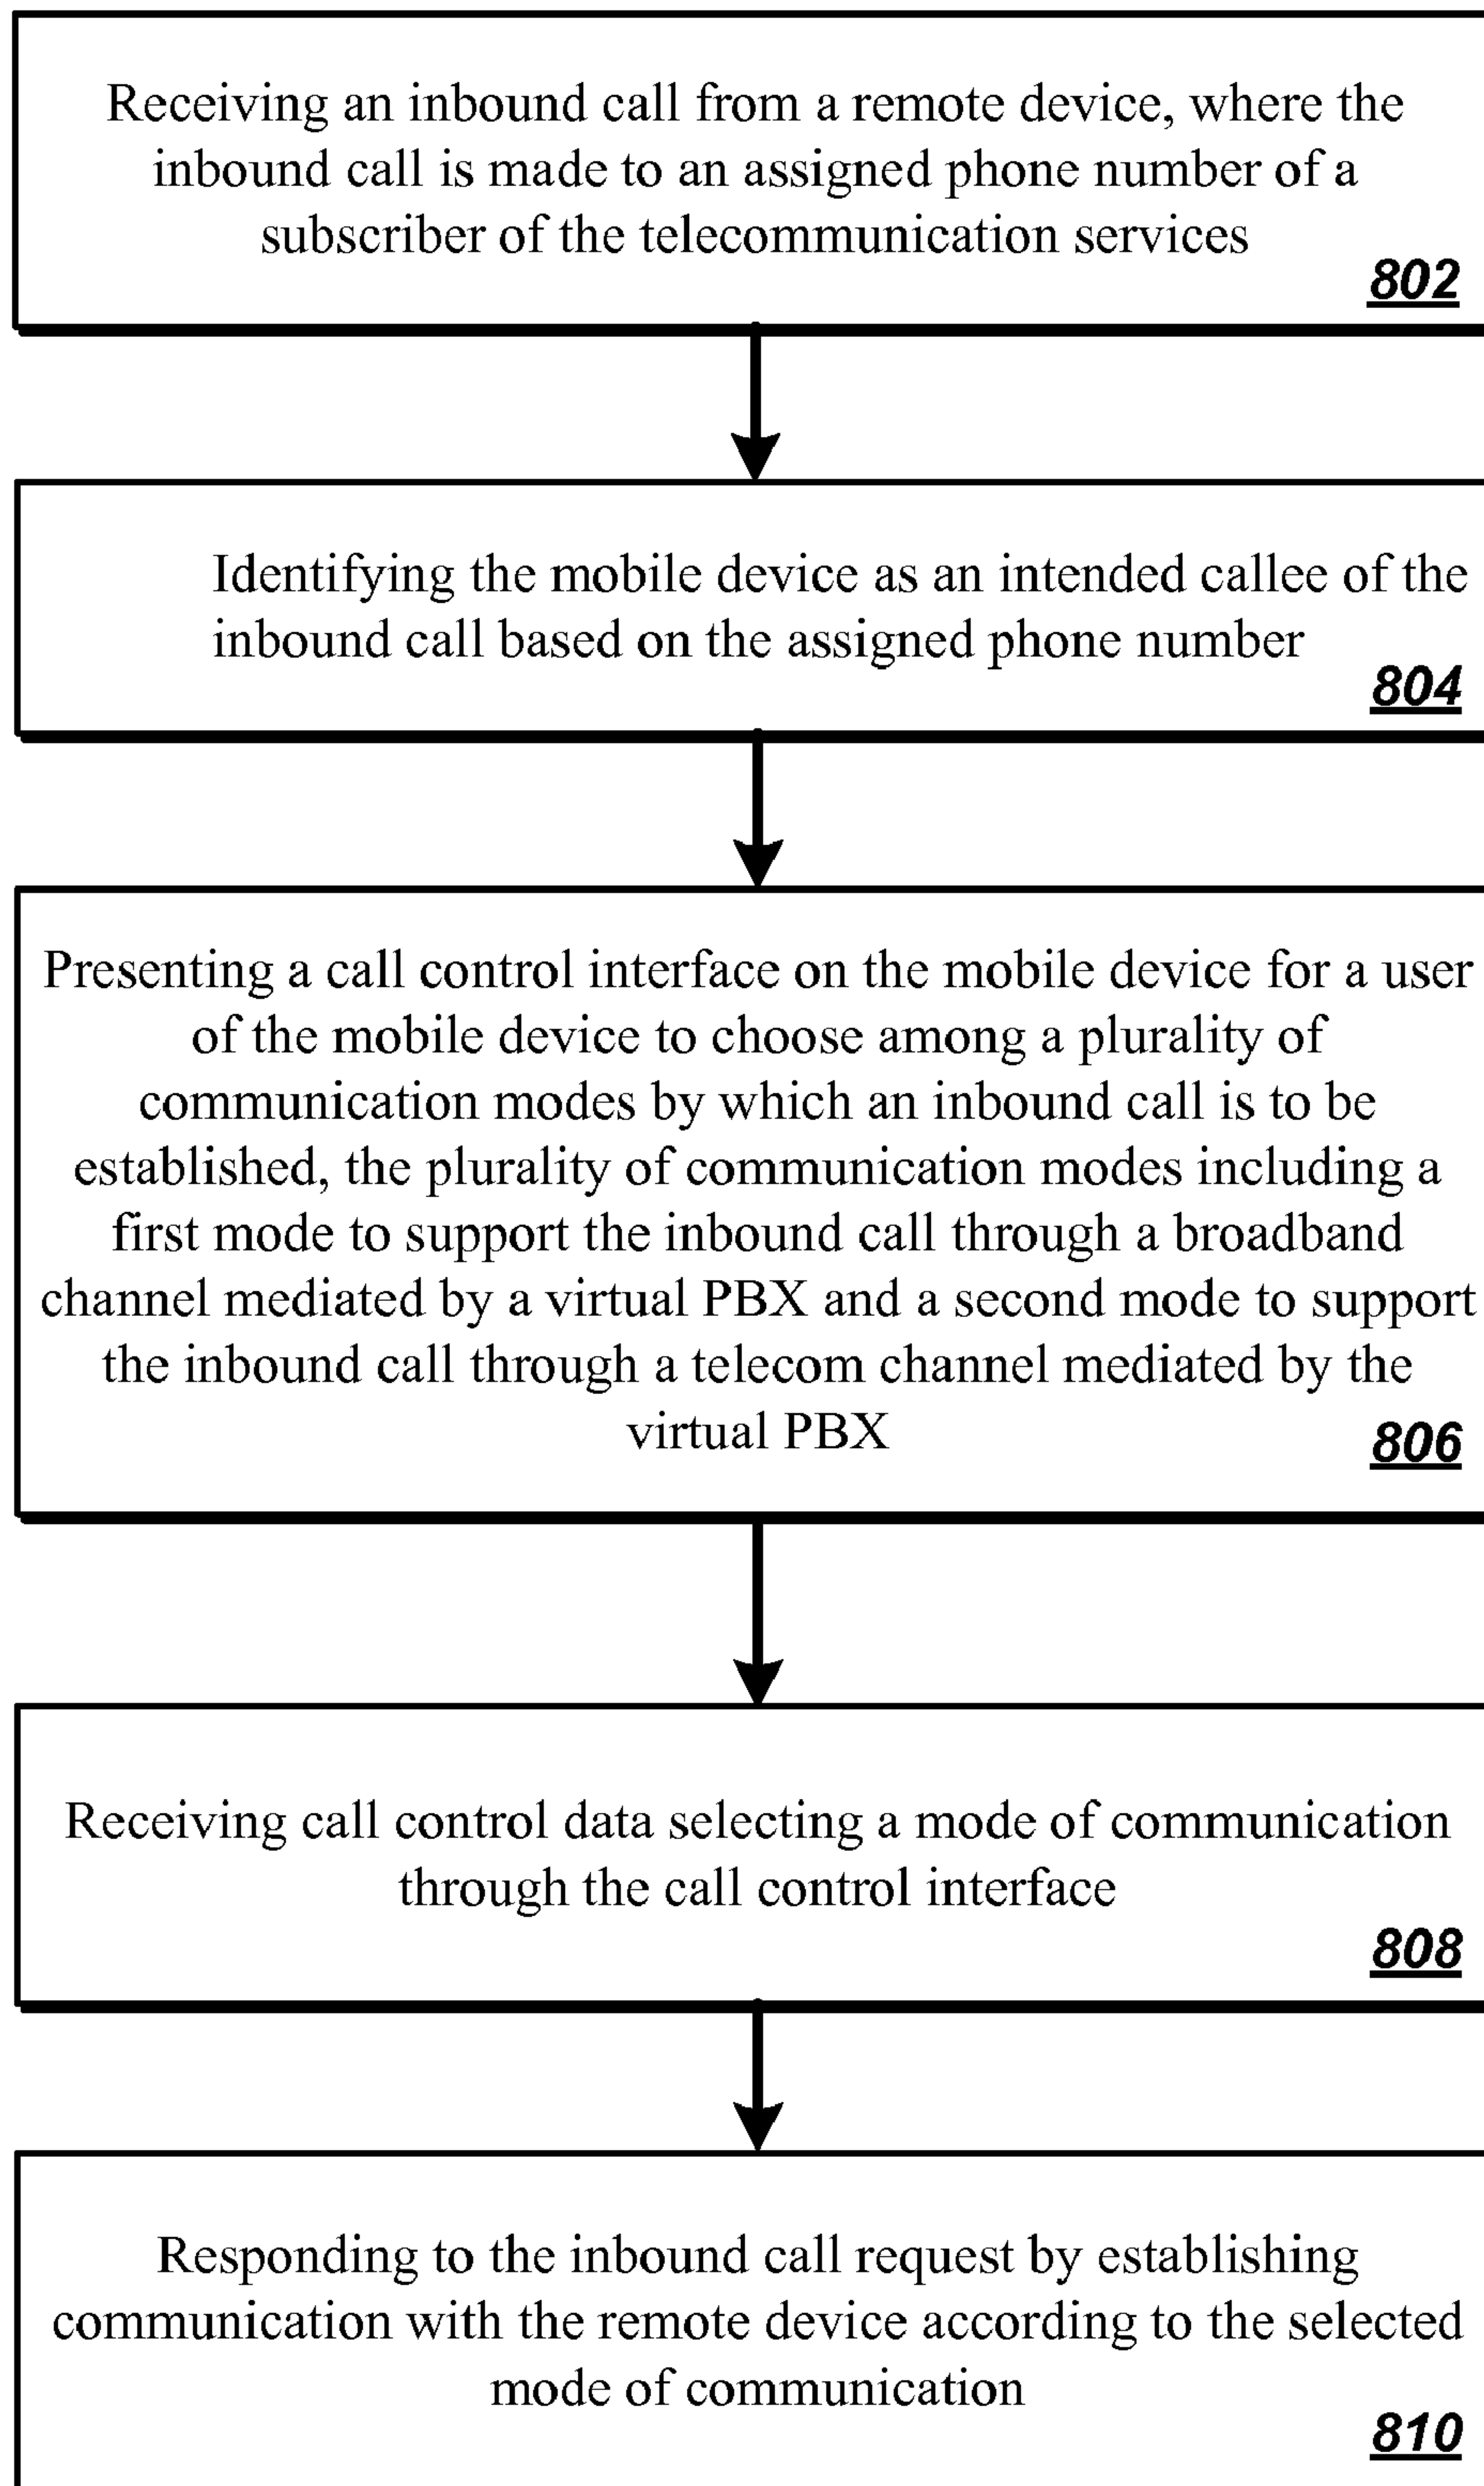 Receiving an inbound call from a remote device, where the
inbound call is made to an assigned phone number of a
subscriber of the telecommunication services
802
Identifying the mobile device as an intended callee of the
inbound call based on the assigned phone number
804
Presenting a call control interface on the mobile device for a user
of the mobile device to choose among a plurality of
communication modes by which an inbound call is to be
established, the plurality of communication modes including a
first mode to support the inbound call through a broadband
channel mediated by a virtual PBX and a second mode to support
the inbound call through a telecom channel mediated by the
virtual PBX
806
Receiving call control data selecting a mode of communication
through the call control interface
808
Responding to the inbound call request by establishing
communication with the remote device according to the selected
mode of communication
810